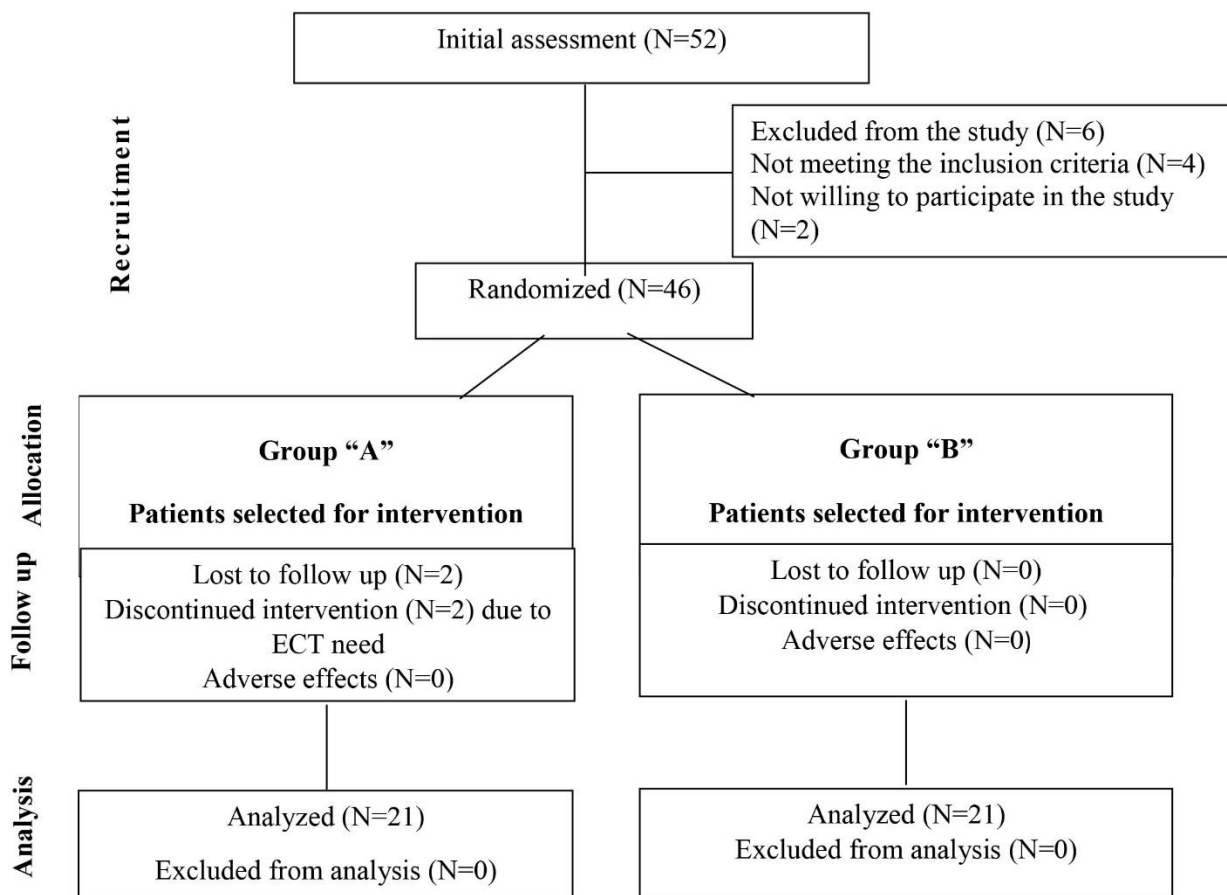 Initial assessment (N=52)
Recruitment
Excluded from the study (N=6)
Not meeting the inclusion criteria (N=4)
Not willing to participate in the study
(N=2)
Randomized (N=46)
Allocation
Group “A”
Patients selected for intervention
Group “B”
Patients selected for intervention
Follow up
Lost to follow up (N=2)
Discontinued intervention (N=2) due to
ECT need
Adverse effects (N=0)
Lost to follow up (N=0)
Discontinued intervention (N=0)
Adverse effects (N=0)
Analysis
Analyzed (N=21)
Excluded from analysis (N=0)
Analyzed (N=21)
Excluded from analysis (N=0)